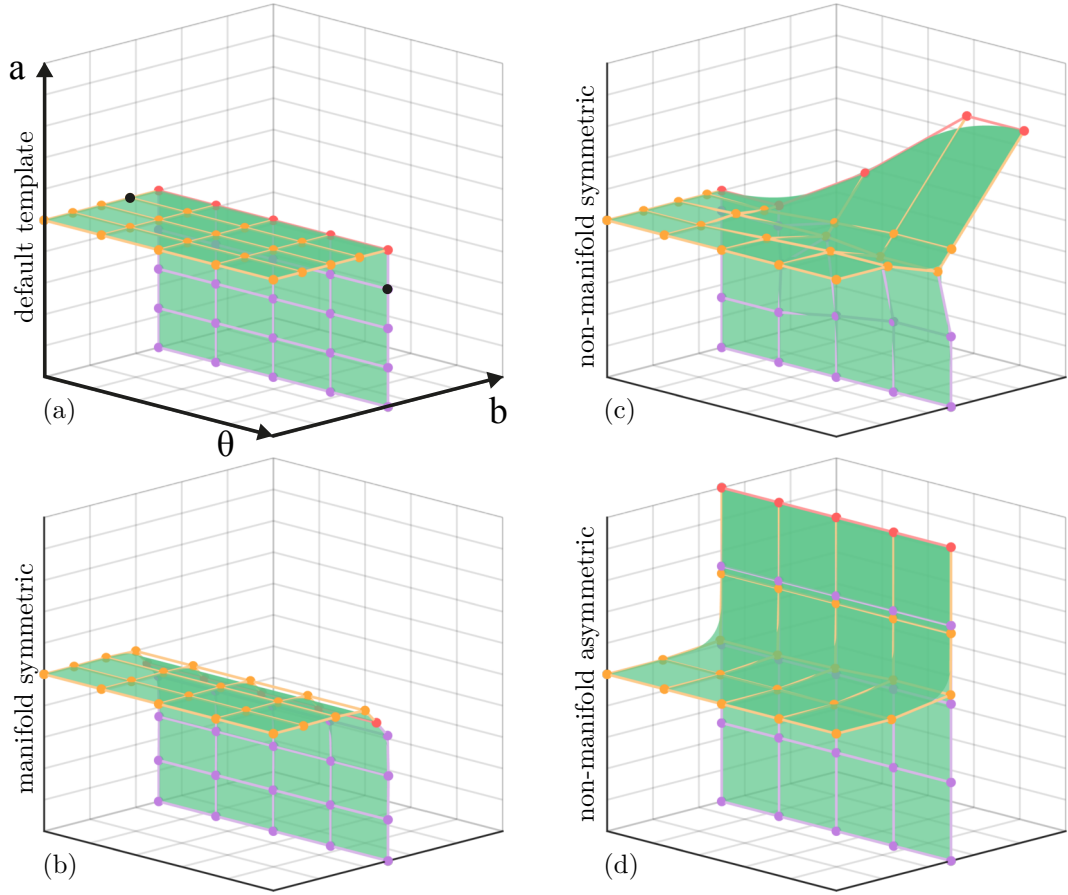 a
default template
(a)
θ
b
non-manifold symmetric
(c)
manifold symmetric
(b)
non-manifold asymmetric
(d)